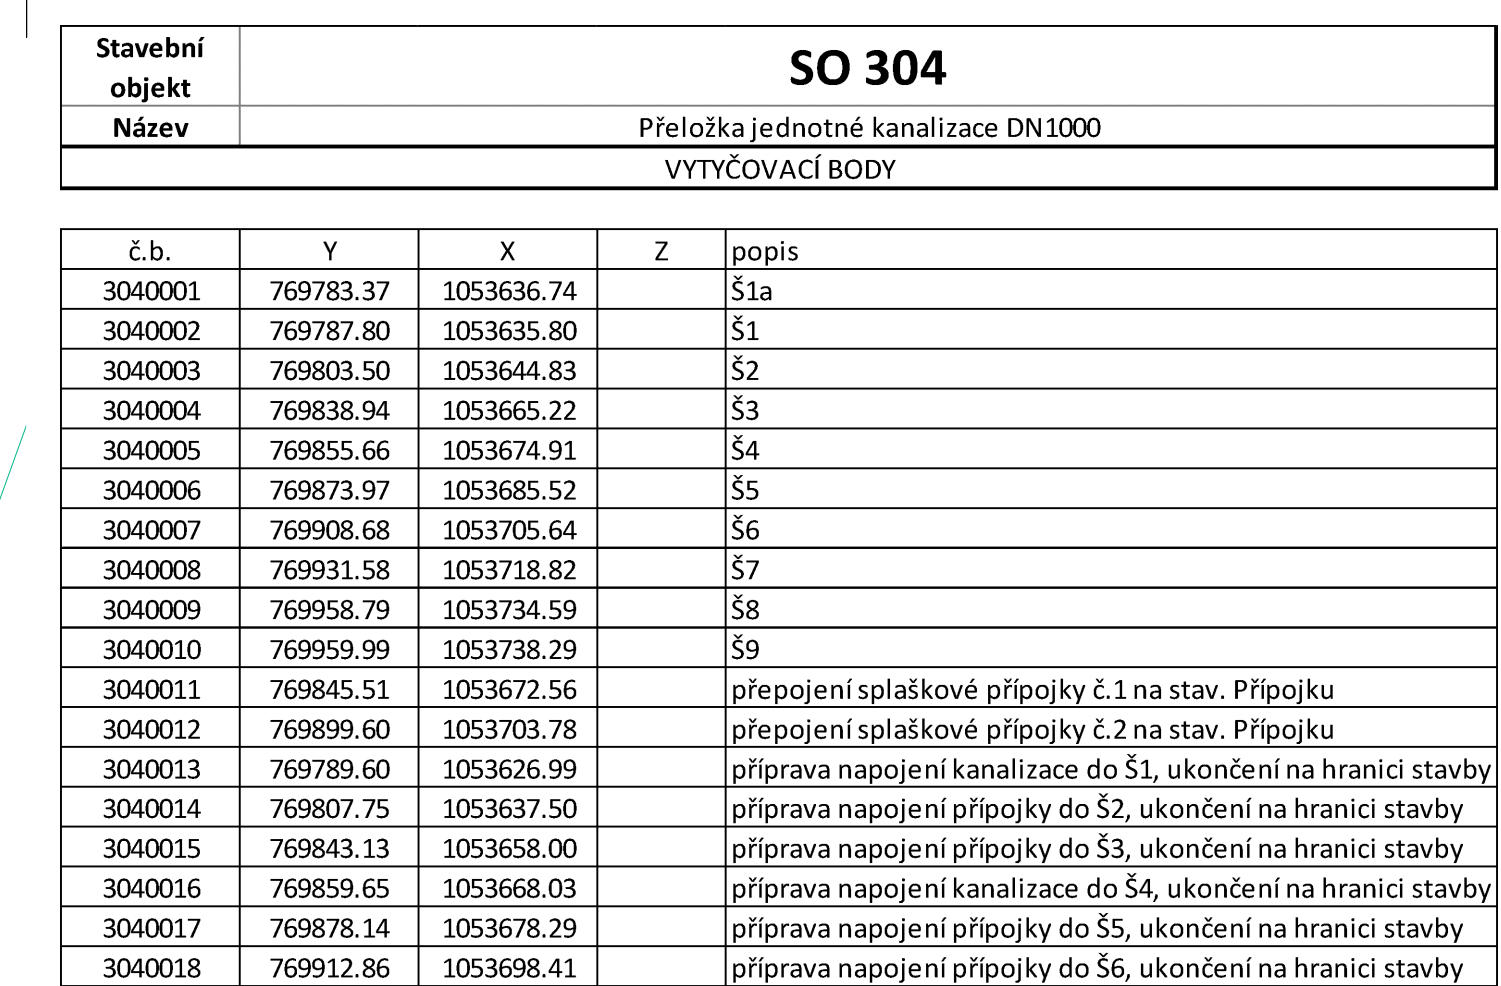 Stavební
objekt
SO 304
Název
Přeložka jednotné kanalizace DN1000
VYTYČOVACÍ BODY
č.b. Y X Z popis
3040001 769783.37 1053636.74 Š1a
3040002 769787.80 1053635.80 Š1
3040003 769803.50 1053644.83 Š2
3040004 769838.94 1053665.22 Š3
3040005 769855.66 1053674.91 Š4
3040006 769873.97 1053685.52 Š5
3040007 769908.68 1053705.64 Š6
3040008 769931.58 1053718.82 Š7
3040009 769958.79 1053734.59 Š8
3040010 769959.99 1053738.29 Š9
3040011 769845.51 1053672.56 přepojení splaškové přípojky č.1 na stav. Přípojku
3040012 769899.60 1053703.78 přepojení splaškové přípojky č.2 na stav. Přípojku
3040013 769789.60 1053626.99 příprava napojení kanalizace do Š1, ukončení na hranici stavby
3040014 769807.75 1053637.50 příprava napojení přípojky do Š2, ukončení na hranici stavby
3040015 769843.13 1053658.00 příprava napojení přípojky do Š3, ukončení na hranici stavby
3040016 769859.65 1053668.03 příprava napojení kanalizace do Š4, ukončení na hranici stavby
3040017 769878.14 1053678.29 příprava napojení přípojky do Š5, ukončení na hranici stavby
3040018 769912.86 1053698.41 příprava napojení přípojky do Š6, ukončení na hranici stavby